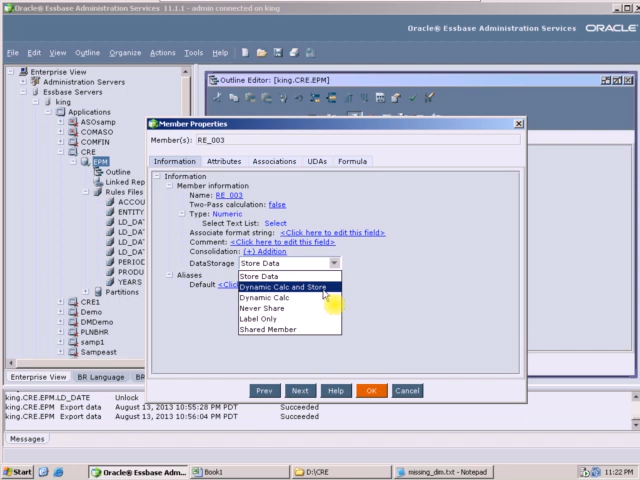 Oracle® Essbase Administration Services 11.1.1 - admin connected on king
Oracle® Essbase Administration Services ORACLE
File Edit View Outline Organize Actions Tools Help
Enterprise View
Administration Servers
Essbase Servers
king
Applications
ASOsamp
COMASO
COMFIN
CRE
EPM
Outline
Linked Rep
Rules Files
ACCOU
ENTITY
LD_DA
LD_DA
LD_DA
LD_DA
PERIOD
PRODU
YEARS
Partitions
CRE1
Demo
DMDemo
PLNBHR
samp1
Sampeast
Enterprise View BR Language BR
Outline Editor: [king.CRE.EPM]
Member Properties
Member(s): RE_003
Information Attributes Associations UDAs Formula
Information
Member information
Name: RE_003
Two-Pass calculation: false
Type: Numeric
Select Text List: Select
Associate format string: <Click here to edit this field>
Comment: <Click here to edit this field>
Consolidation: (+) Addition
DataStorage Store Data
Store Data
Dynamic Calc and Store
Dynamic Calc
Never Share
Label Only
Shared Member
Aliases
Default <Clic
Prev Next Help OK Cancel
king.CRE.EPM.LD_DATE Unlock
king.CRE.EPM Export data August 13, 2013 10:55:28 PM PDT Succeeded
king.CRE.EPM Export data August 13, 2013 10:56:04 PM PDT Succeeded
Messages
Start Oracle® Essbase Adm... Book1 D:\CRE missing_dim.txt - Notepad 11:22 PM